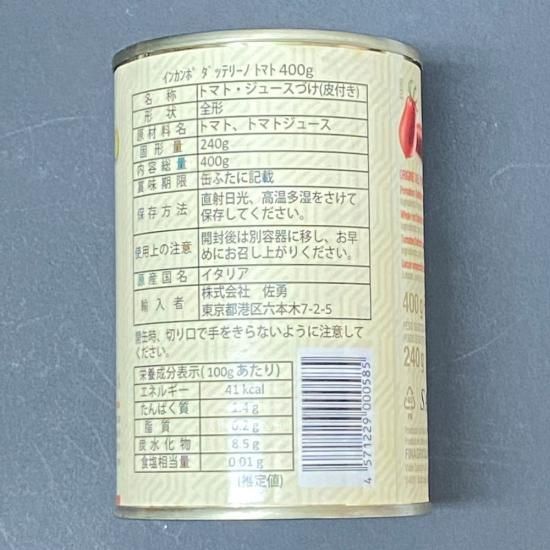 インカンポ ダッテリーノ トマト 400g
名称 トマト・ジュースづけ(皮付き)
形状 全形
原材料名 トマト、トマトジュース
固形量 240g
内容総量 400g
賞味期限 缶ふたに記載
保存方法 直射日光、高温多湿をさけて
保存してください。
使用上の注意 開封後は別容器に移し、お早
めにお召し上がりください。
原産国名 イタリア
輸入者 株式会社 佐勇
東京都港区六本木7-2-5
開缶時、切り口で手をきらないように注意して
ください。
栄養成分表示(100gあたり)
エネルギー 41kcal
たんぱく質 1.4g
脂質 0.2g
炭水化物 8.5g
食塩相当量 0.01g
(推定値)
4 571229 000585
400g
240g